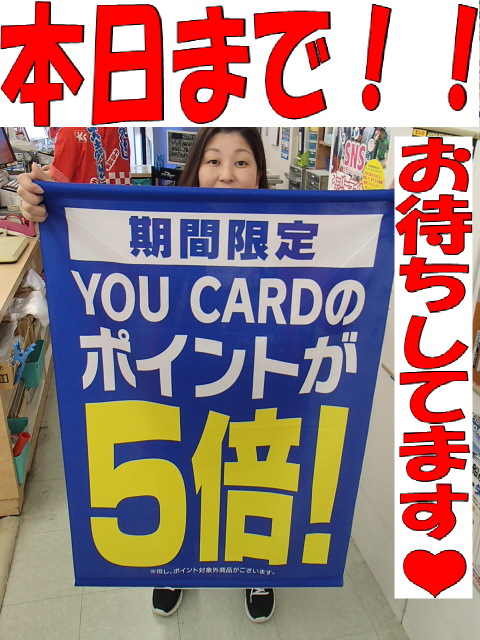 本日まで！！
SNS
期間限定
YOU CARDの
ポイントが
5倍!
※但し、ポイント対象外商品がございます。
お待ちしてます♥